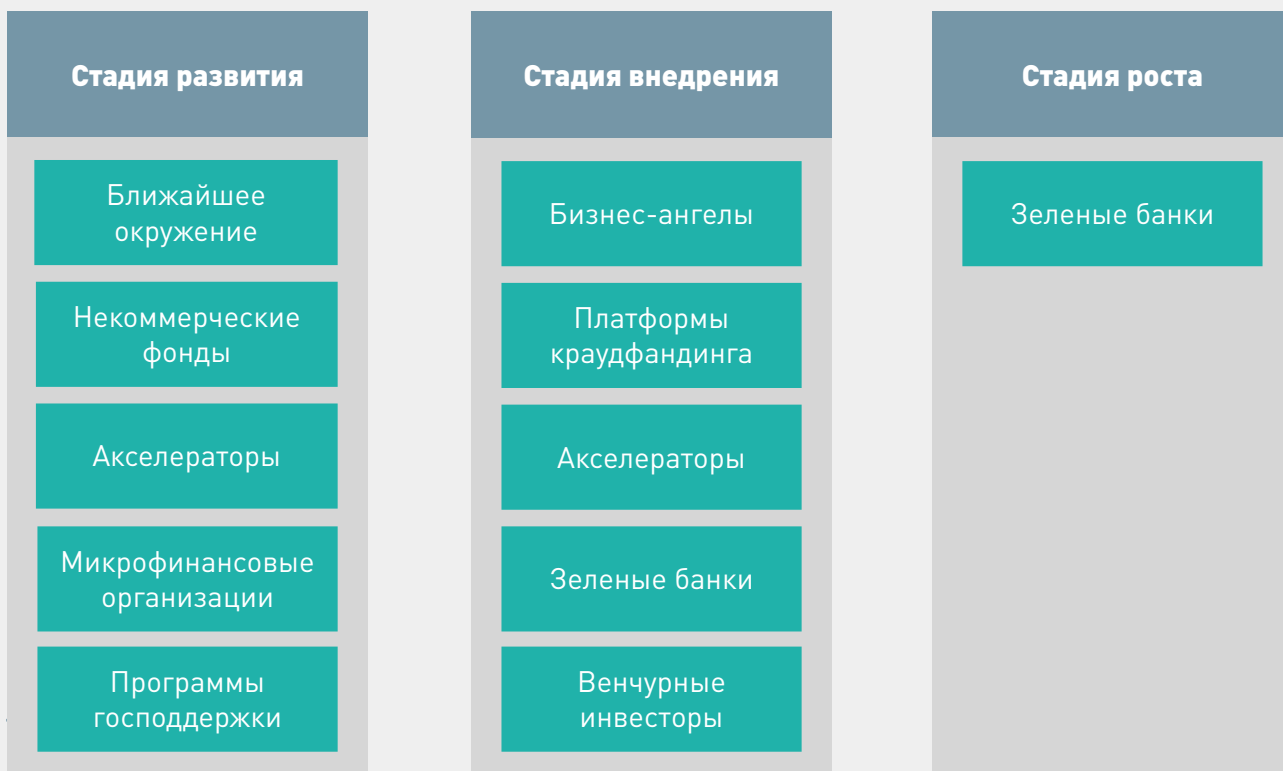 Стадия развития
Ближайшее
окружение
Некоммерческие
фонды
Акселераторы
Микрофинансовые
организации
Программы
господдержки
Стадия внедрения
Бизнес-ангелы
Платформы
краудфандинга
Акселераторы
Зеленые банки
Венчурные
инвесторы
Стадия роста
Зеленые банки